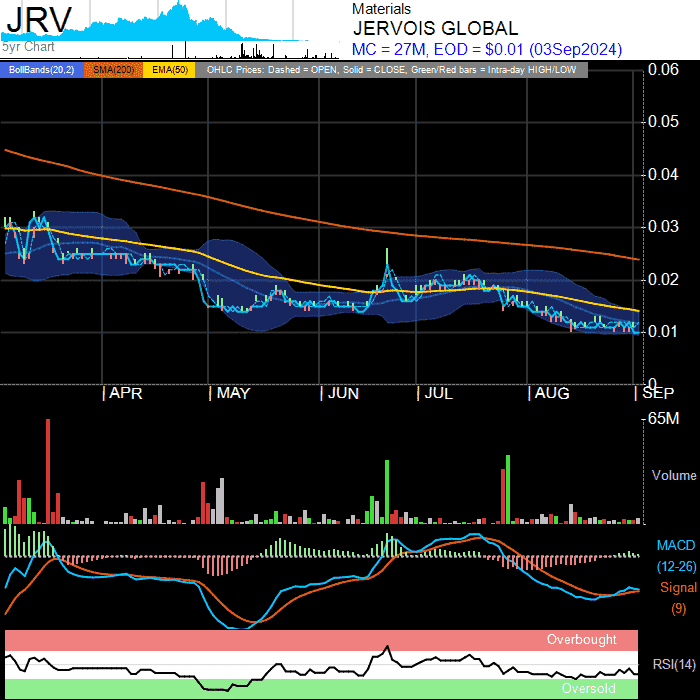 JRV
5yr Chart
Materials
JERVOIS GLOBAL
MC = 27M, EOD = $0.01 (03Sep2024)
BollBands(20,2) SMA(200) EMA(50) OHLC Prices: Dashed = OPEN, Solid = CLOSE, Green/Red bars = Intra-day HIGH/LOW
0.06
0.05
0.04
0.03
0.02
0.01
0
APR MAY JUN JUL AUG SEP
65M
Volume
MACD
(12-26)
Signal
(9)
Overbought
RSI(14)
Oversold